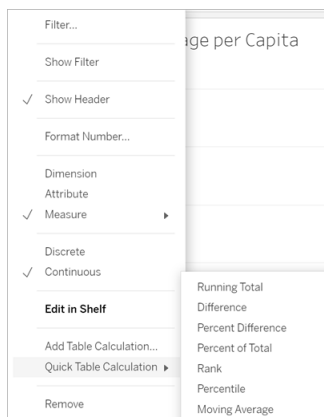 Filter...
age per Capita
Show Filter
Show Header
Format Number...
Dimension
Attribute
Measure
Discrete
Continuous
Edit in Shelf
Add Table Calculation...
Quick Table Calculation
Remove
Running Total
Difference
Percent Difference
Percent of Total
Rank
Percentile
Moving Average